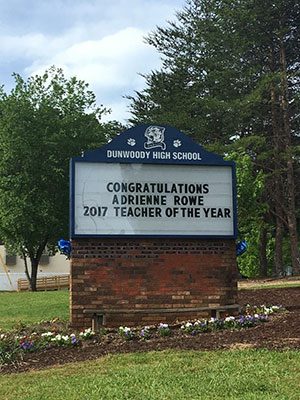 DUNWOODY HIGH SCHOOL
CONGRATULATIONS
ADRIENNE ROWE
2017 TEACHER OF THE YEAR